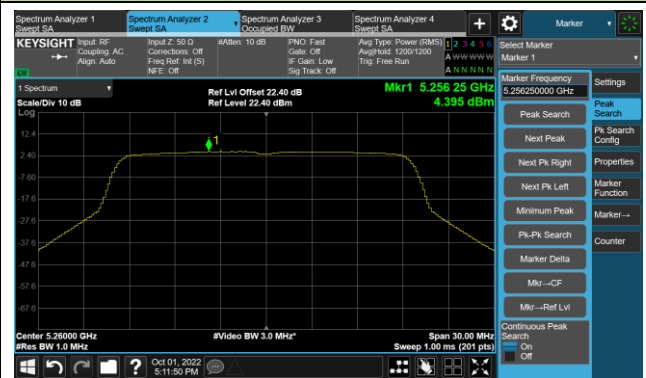 Spectrum Analyzer 1
Swept SA
Spectrum Analyzer 2
Swept SA
Spectrum Analyzer 3
Occupied BW
Spectrum Analyzer 4
Swept SA
+
Marker
KEYSIGHT
Input: RF
Coupling: AC
Align: Auto
Input Z: 50 Ω
Corrections: Off
Freq Ref: Int (S)
NFE: Off
#Atten: 10 dB
PNO: Fast
Gate: Off
IF Gain: Low
Sig Track: Off
Avg Type: Power (RMS)
Avg|Hold: 1200/1200
Trig: Free Run
1 2 3 4 5 6
A W W W W W
A N N N N N
Select Marker
Marker 1
1 Spectrum
Scale/Div 10 dB
Log
Ref Lvl Offset 22.40 dB
Ref Level 22.40 dBm
Mkr1 5.256 25 GHz
4.395 dBm
12.4
2.40
-7.60
-17.6
-27.6
-37.6
-47.6
-57.6
-67.6
1
Center 5.26000 GHz
#Res BW 1.0 MHz
#Video BW 3.0 MHz*
Span 30.00 MHz
Sweep 1.00 ms (201 pts)
Marker Frequency
5.256250000 GHz
Peak Search
Next Peak
Next Pk Right
Next Pk Left
Minimum Peak
Pk-Pk Search
Marker Delta
Mkr→CF
Mkr→Ref Lvl
Continuous Peak
Search
On
Off
Settings
Peak
Search
Pk Search
Config
Properties
Marker
Function
Marker→
Counter
?
Oct 01, 2022
5:11:50 PM